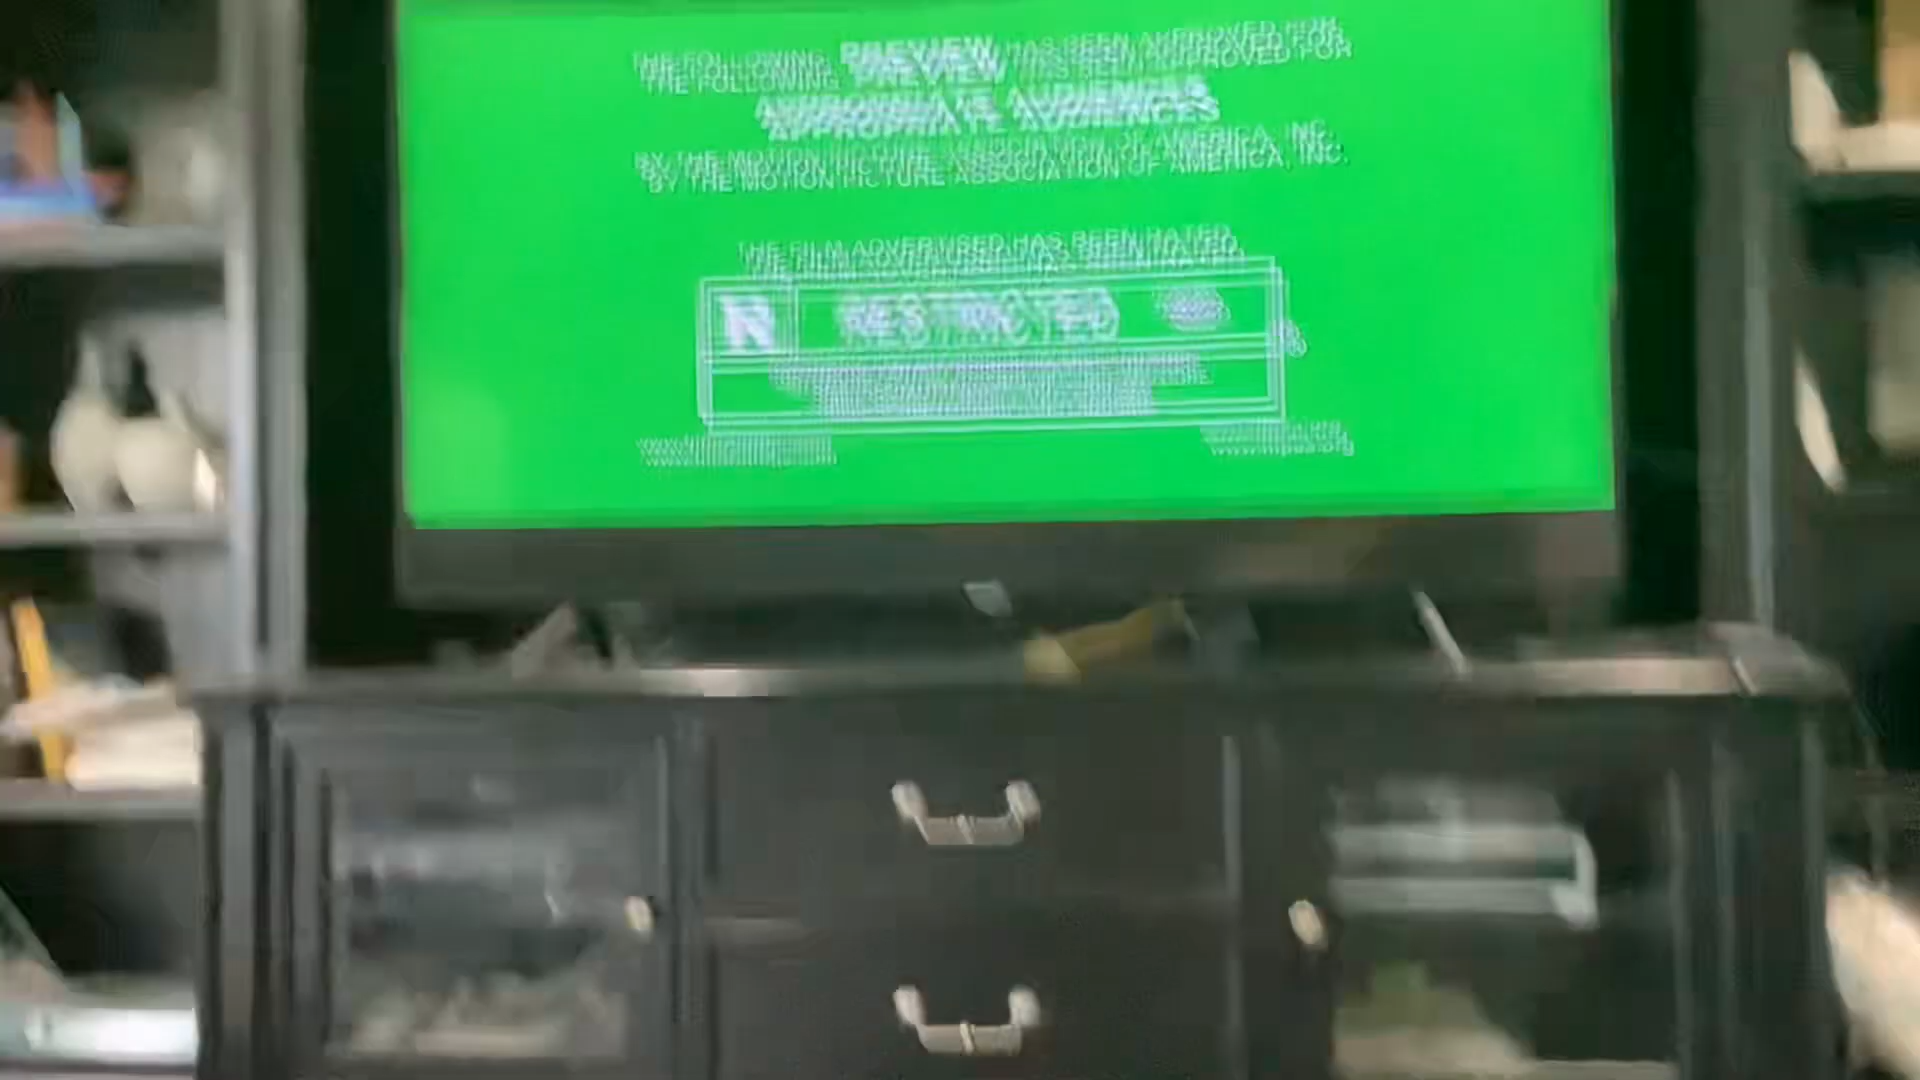 THE FOLLOWING PREVIEW HAS BEEN APPROVED FOR
APPROPRIATE AUDIENCES
BY THE MOTION PICTURE ASSOCIATION OF AMERICA, INC.
THE FILM ADVERTISED HAS BEEN RATED
R RESTRICTED
www.mpaa.org